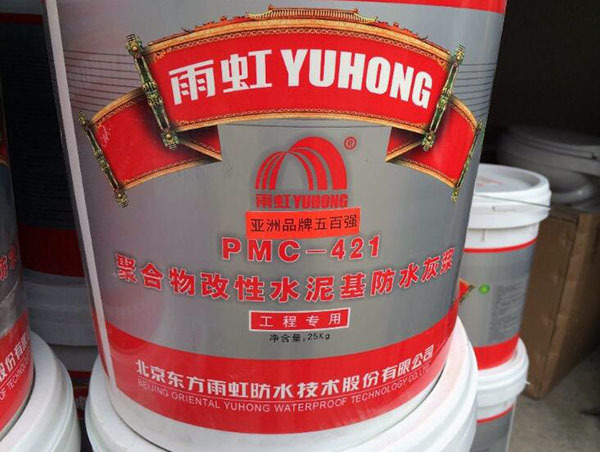 雨虹 YUHONG
®
雨虹 YUHONG
亚洲品牌五百强
PMC-421
聚合物改性水泥基防水灰浆
工程专用
净含量:25Kg
北京东方雨虹防水技术股份有限公司
BEIJING ORIENTAL YUHONG WATERPROOF TECHNOLOGY CO.,LTD